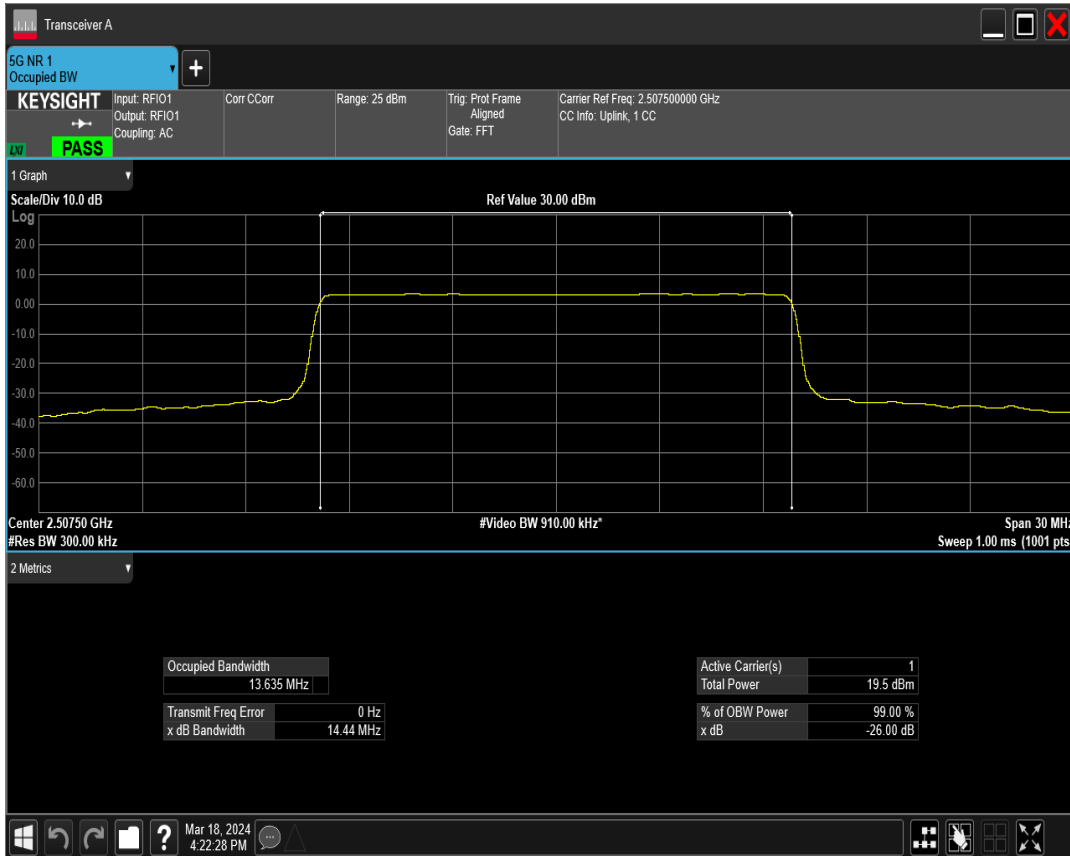 Transceiver A
5G NR 1
Occupied BW
KEYSIGHT
LXI
PASS
Input: RFIO1
Output: RFIO1
Coupling: AC
Corr CCorr
Range: 25 dBm
Trig: Prot Frame
Aligned
Gate: FFT
Carrier Ref Freq: 2.507500000 GHz
CC Info: Uplink, 1 CC
1 Graph
Scale/Div 10.0 dB
Ref Value 30.00 dBm
Log
20.0
10.0
0.00
-10.0
-20.0
-30.0
-40.0
-50.0
-60.0
Center 2.50750 GHz
#Video BW 910.00 kHz*
Span 30 MHz
#Res BW 300.00 kHz
Sweep 1.00 ms (1001 pts
2 Metrics
Occupied Bandwidth
13.635 MHz
Transmit Freq Error 0 Hz
x dB Bandwidth 14.44 MHz
Active Carrier(s) 1
Total Power 19.5 dBm
% of OBW Power 99.00 %
x dB -26.00 dB
Mar 18, 2024
4:22:28 PM